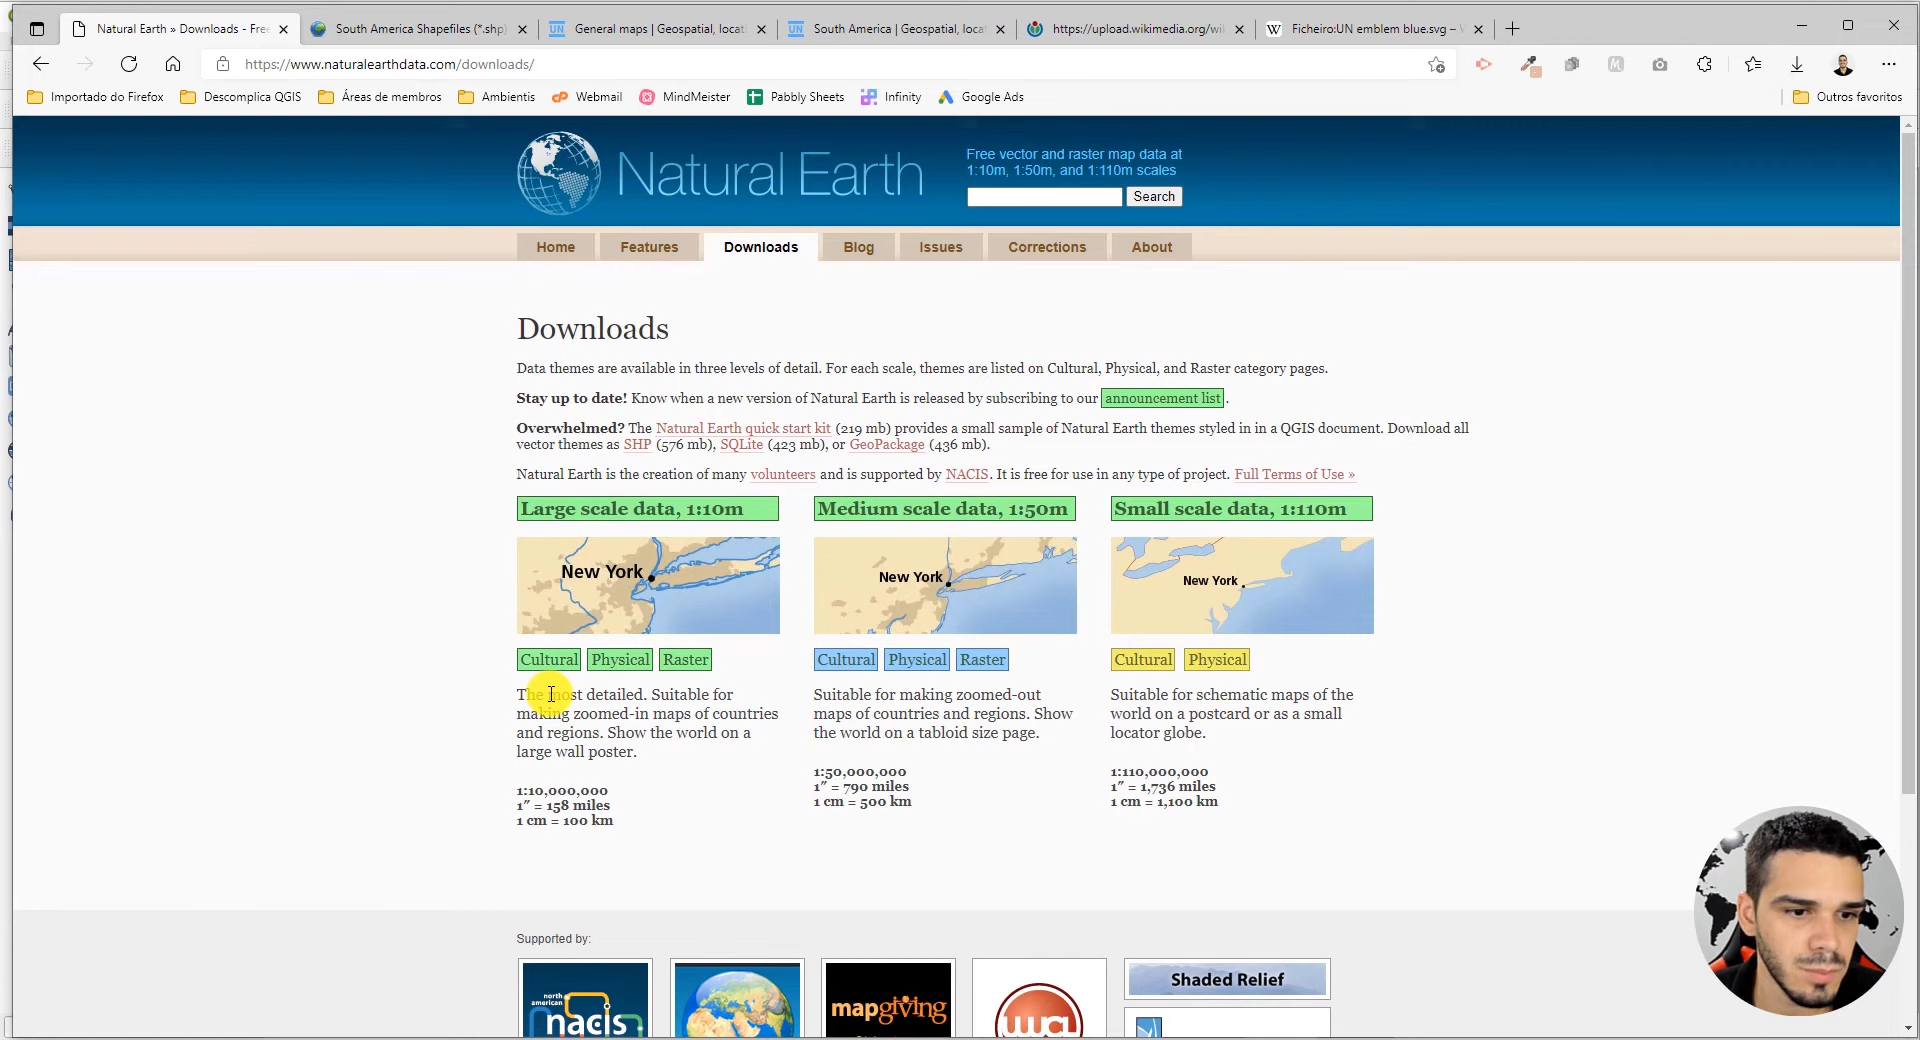 Natural Earth » Downloads - Free
South America Shapefiles (*.shp)
UN General maps | Geospatial, locati
UN South America | Geospatial, locat
https://upload.wikimedia.org/wi
W Ficheiro:UN emblem blue.svg –
https://www.naturalearthdata.com/downloads/
Importado do Firefox
Descomplica QGIS
Áreas de membros
Ambientis
Webmail
MindMeister
Pabbly Sheets
Infinity
Google Ads
Outros favoritos
Natural Earth
Free vector and raster map data at
1:10m, 1:50m, and 1:110m scales
Search
Home
Features
Downloads
Blog
Issues
Corrections
About
Downloads
Data themes are available in three levels of detail. For each scale, themes are listed on Cultural, Physical, and Raster category pages.
Stay up to date! Know when a new version of Natural Earth is released by subscribing to our announcement list.
Overwhelmed? The Natural Earth quick start kit (219 mb) provides a small sample of Natural Earth themes styled in in a QGIS document. Download all
vector themes as SHP (576 mb), SQLite (423 mb), or GeoPackage (436 mb).
Natural Earth is the creation of many volunteers and is supported by NACIS. It is free for use in any type of project. Full Terms of Use »
Large scale data, 1:10m
New York
Cultural Physical Raster
The most detailed. Suitable for
making zoomed-in maps of countries
and regions. Show the world on a
large wall poster.
1:10,000,000
1″ = 158 miles
1 cm = 100 km
Medium scale data, 1:50m
New York
Cultural Physical Raster
Suitable for making zoomed-out
maps of countries and regions. Show
the world on a tabloid size page.
1:50,000,000
1″ = 790 miles
1 cm = 500 km
Small scale data, 1:110m
New York
Cultural Physical
Suitable for schematic maps of the
world on a postcard or as a small
locator globe.
1:110,000,000
1″ = 1,736 miles
1 cm = 1,100 km
Supported by:
north
american
nacis
mapgiving
Shaded Relief